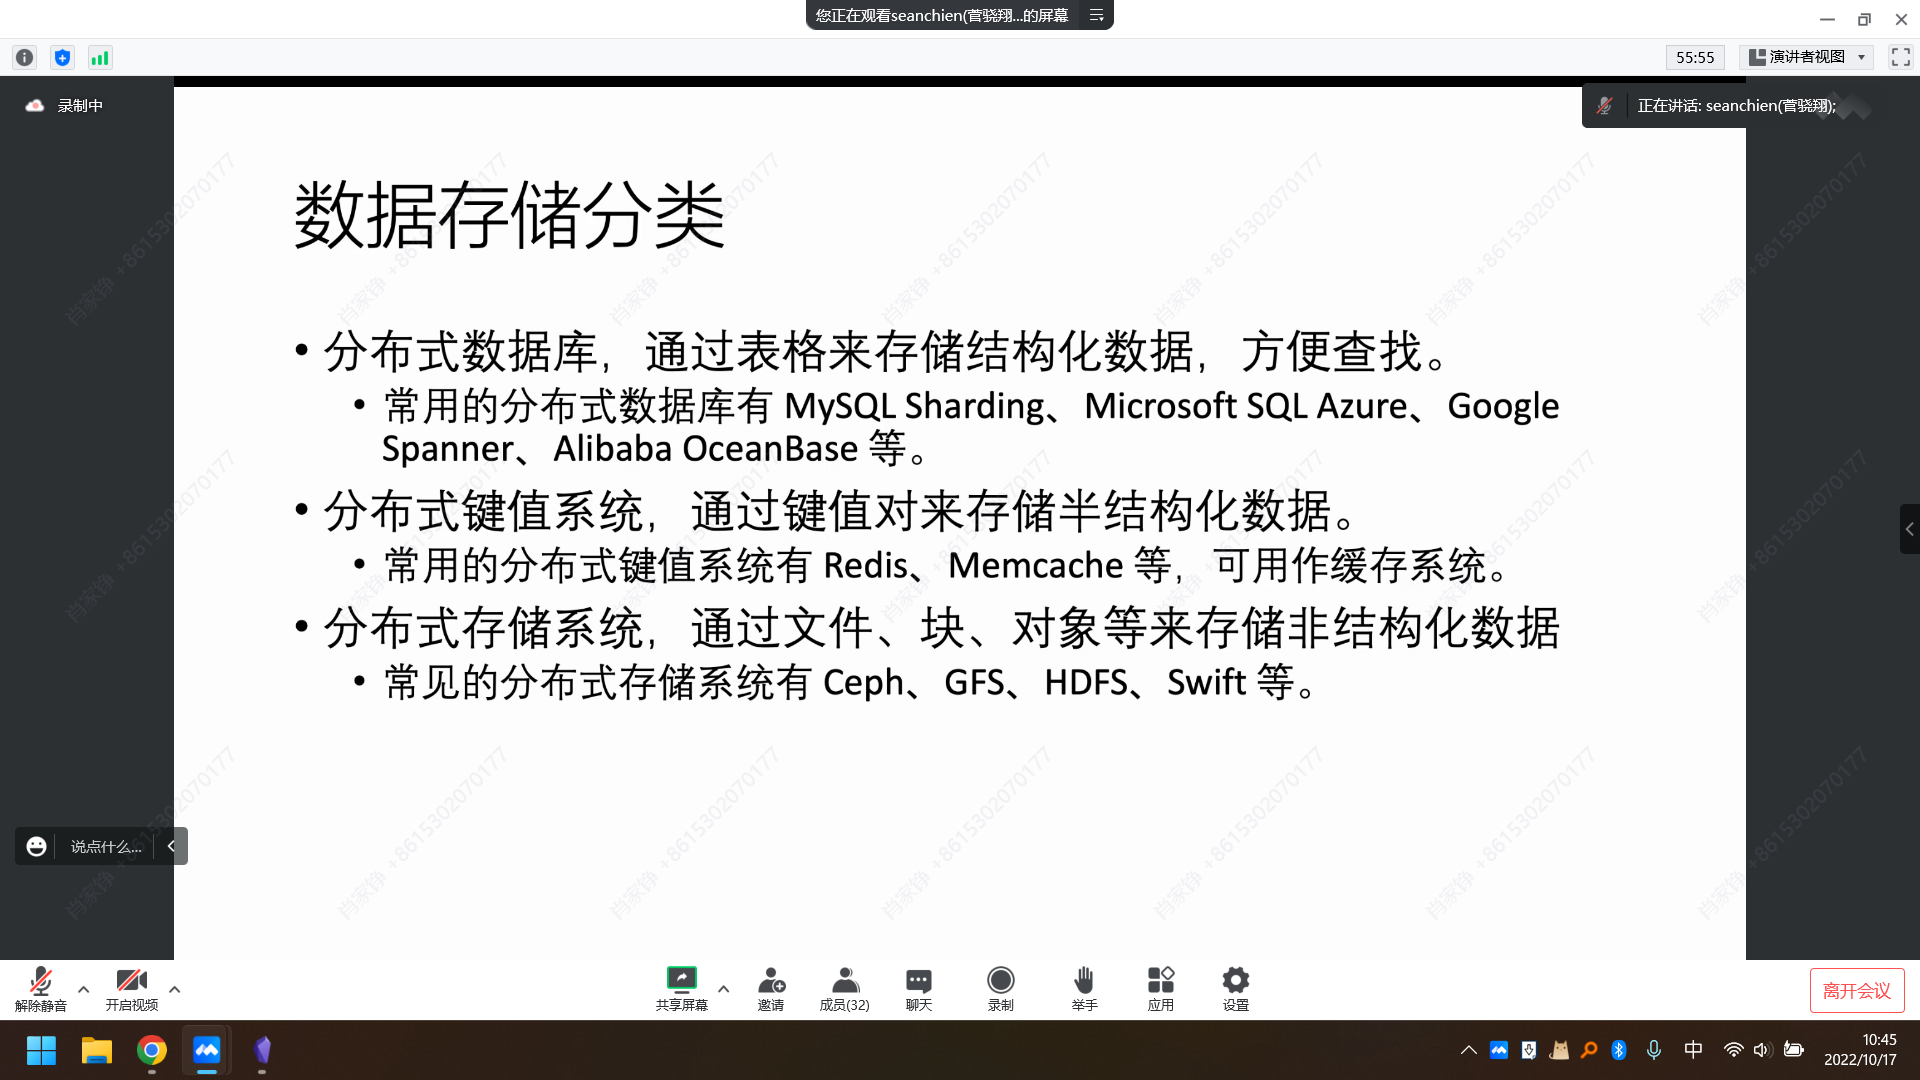 您正在观看seanchien(菅骁翔...的屏幕
55:55
演讲者视图
录制中
正在讲话: seanchien(菅骁翔);
数据存储分类
• 分布式数据库，通过表格来存储结构化数据，方便查找。
• 常用的分布式数据库有 MySQL Sharding、Microsoft SQL Azure、Google
Spanner、Alibaba OceanBase 等。
• 分布式键值系统，通过键值对来存储半结构化数据。
• 常用的分布式键值系统有 Redis、Memcache 等，可用作缓存系统。
• 分布式存储系统，通过文件、块、对象等来存储非结构化数据
• 常见的分布式存储系统有 Ceph、GFS、HDFS、Swift 等。
肖家铮 +8615302070177
说点什么...
解除静音
开启视频
共享屏幕
邀请
成员(32)
聊天
录制
举手
应用
设置
离开会议
中
10:45
2022/10/17